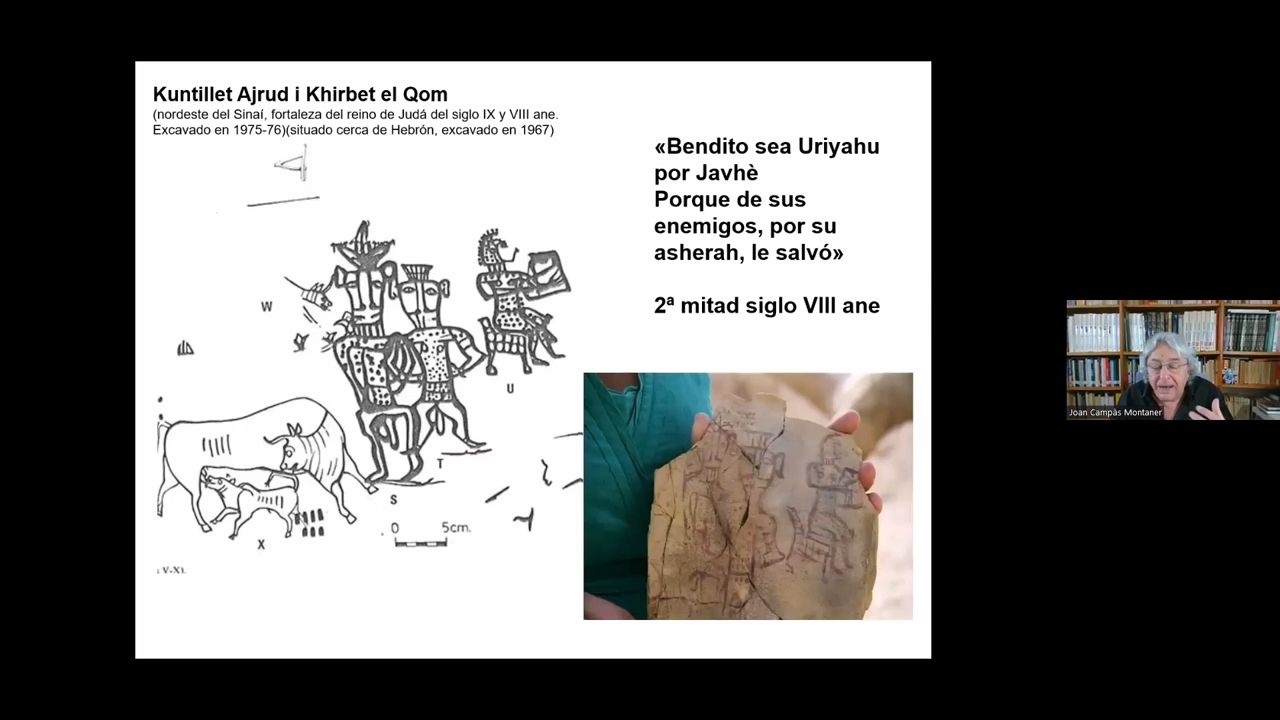 Kuntillet Ajrud i Khirbet el Qom
(nordeste del Sinaí, fortaleza del reino de Judá del siglo IX y VIII ane.
Excavado en 1975-76)(situado cerca de Hebrón, excavado en 1967)
«Bendito sea Uriyahu
por Javhè
Porque de sus
enemigos, por su
asherah, le salvó»
2ª mitad siglo VIII ane
W
U
T
S
X
0 5cm.
Joan Campàs Montaner